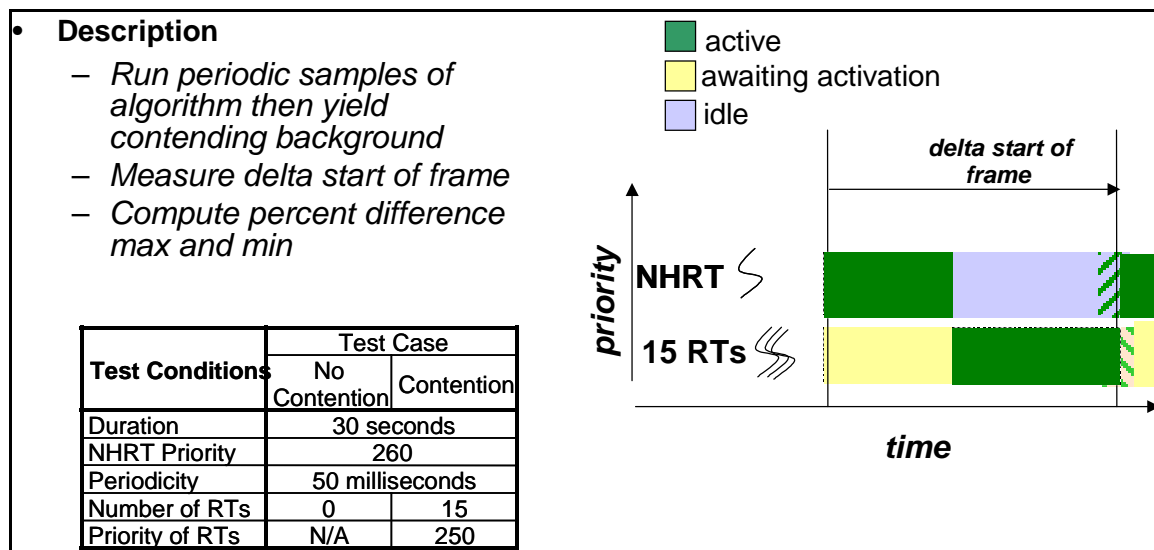 • Description
– Run periodic samples of
algorithm then yield
contending background
– Measure delta start of frame
– Compute percent difference
max and min
Test Conditions
Test Case
No
Contention
Contention
Duration 30 seconds
NHRT Priority 260
Periodicity 50 milliseconds
Number of RTs 0 15
Priority of RTs N/A 250
active
awaiting activation
idle
delta start of
frame
priority
NHRT
15 RTs
time